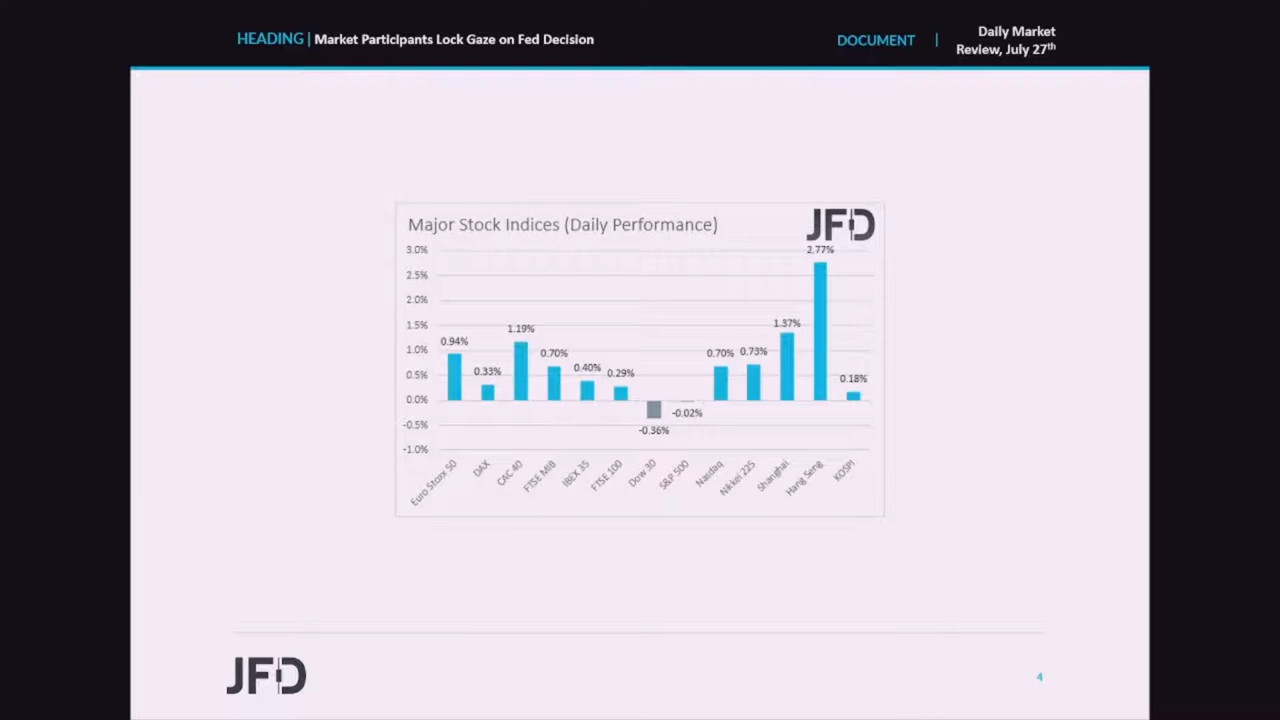 HEADING | Market Participants Lock Gaze on Fed Decision
DOCUMENT | Daily Market
Review, July 27th
Major Stock Indices (Daily Performance)
JFD
3.0%
2.5%
2.0%
1.5%
1.0%
0.5%
0.0%
-0.5%
-1.0%
0.94%
0.33%
1.19%
0.70%
0.40%
0.29%
-0.36%
-0.02%
0.70%
0.73%
1.37%
2.77%
0.18%
Euro Stoxx 50
DAX
CAC 40
FTSE MIB
IBEX 35
FTSE 100
Dow 30
S&P 500
Nasdaq
Nikkei 225
Shanghai
Hang Seng
KOSPI
JFD
4